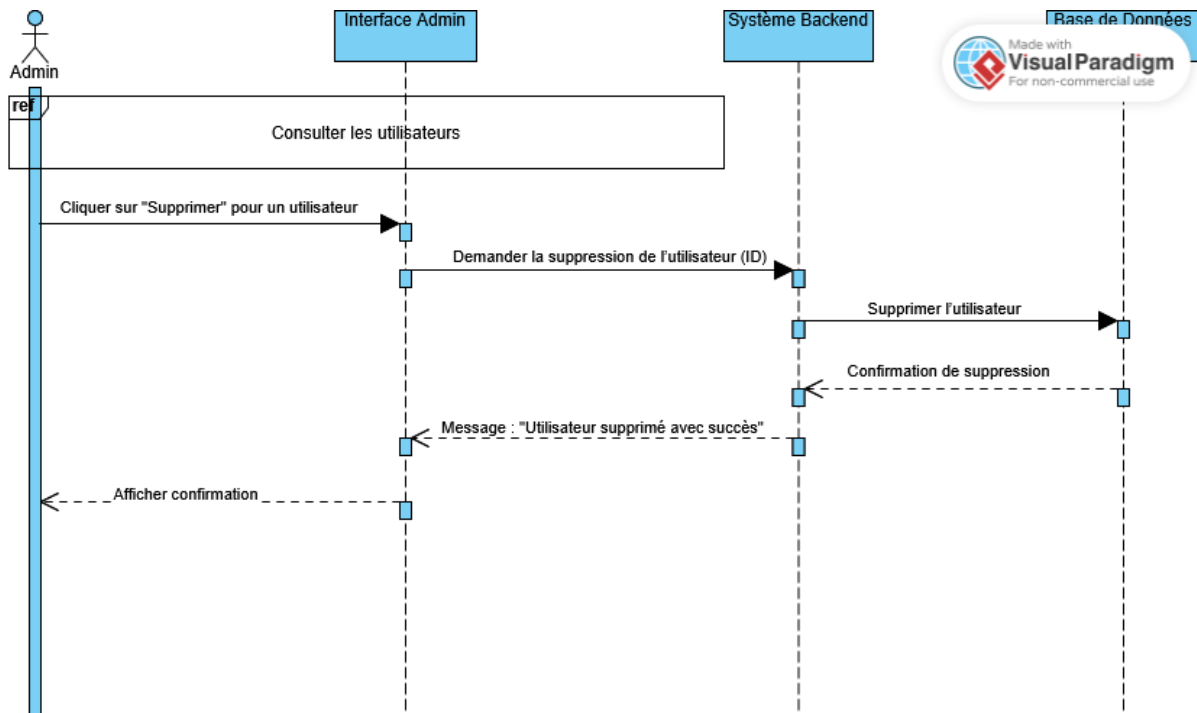 Interface Admin
Système Backend
Base de Données
Made with
Visual Paradigm
For non-commercial use
Admin
ref
Consulter les utilisateurs
Cliquer sur "Supprimer" pour un utilisateur
Demander la suppression de l'utilisateur (ID)
Supprimer l'utilisateur
Confirmation de suppression
Message : "Utilisateur supprimé avec succès"
Afficher confirmation